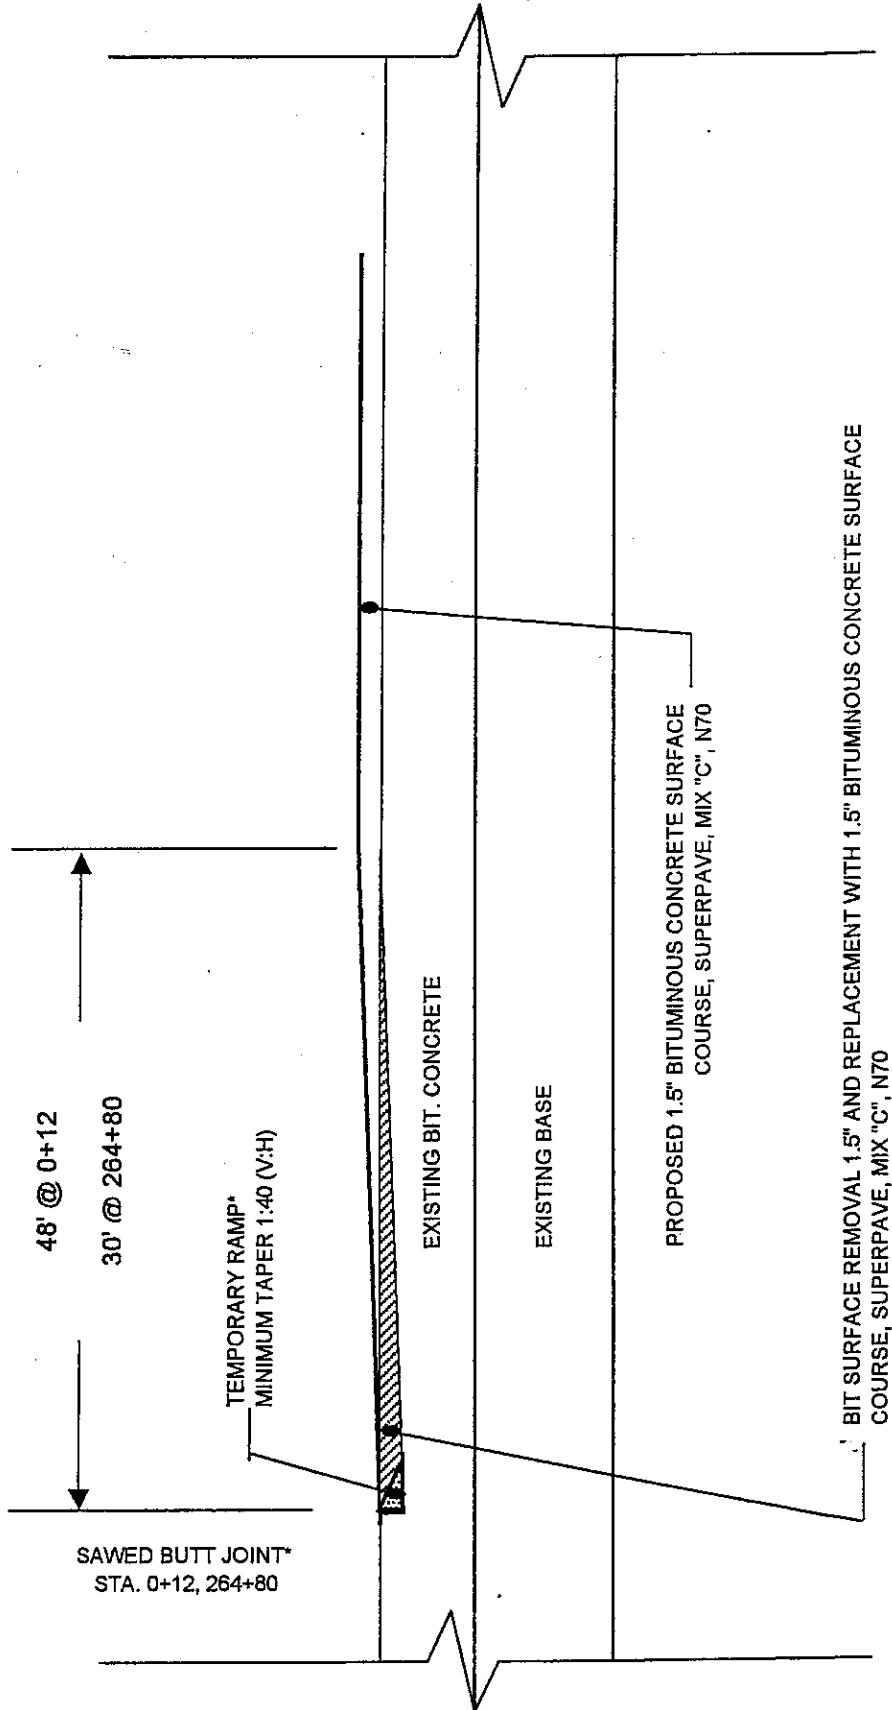 48' @ 0+12
30' @ 264+80
TEMPORARY RAMP*
MINIMUM TAPER 1:40 (V:H)
SAWED BUTT JOINT*
STA. 0+12, 264+80
EXISTING BIT. CONCRETE
EXISTING BASE
PROPOSED 1.5" BITUMINOUS CONCRETE SURFACE
COURSE, SUPERPAVE, MIX "C", N70
BIT SURFACE REMOVAL 1.5" AND REPLACEMENT WITH 1.5" BITUMINOUS CONCRETE SURFACE
COURSE, SUPERPAVE, MIX "C", N70